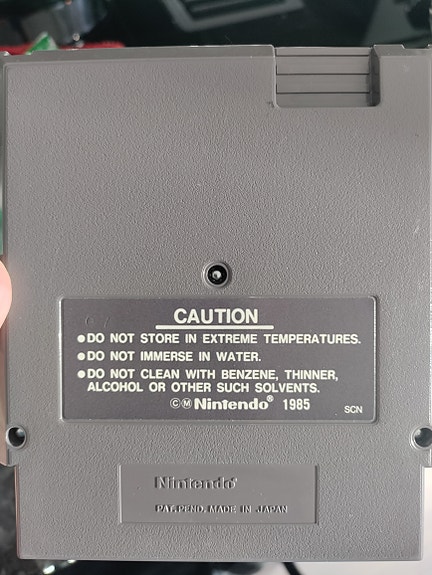 CAUTION
●DO NOT STORE IN EXTREME TEMPERATURES.
●DO NOT IMMERSE IN WATER.
●DO NOT CLEAN WITH BENZENE, THINNER,
ALCOHOL OR OTHER SUCH SOLVENTS.
©Ⓜ Nintendo® 1985 SCN
Nintendo®
PAT. PEND. MADE IN JAPAN